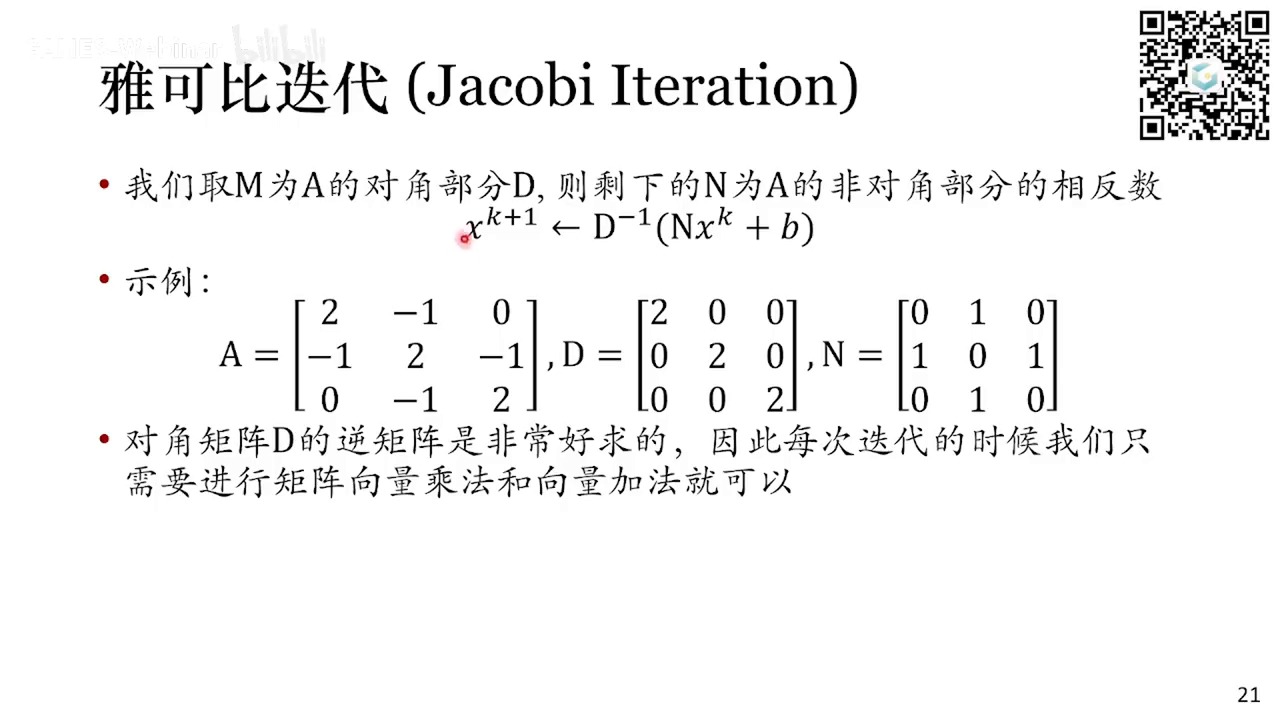 bilibili
雅可比迭代 (Jacobi Iteration)
• 我们取M为A的对角部分D, 则剩下的N为A的非对角部分的相反数
x^{k+1} ← D^{-1}(Nx^k + b)
• 示例：
A = [2 -1 0; -1 2 -1; 0 -1 2], D = [2 0 0; 0 2 0; 0 0 2], N = [0 1 0; 1 0 1; 0 1 0]
• 对角矩阵D的逆矩阵是非常好求的，因此每次迭代的时候我们只
需要进行矩阵向量乘法和向量加法就可以
21